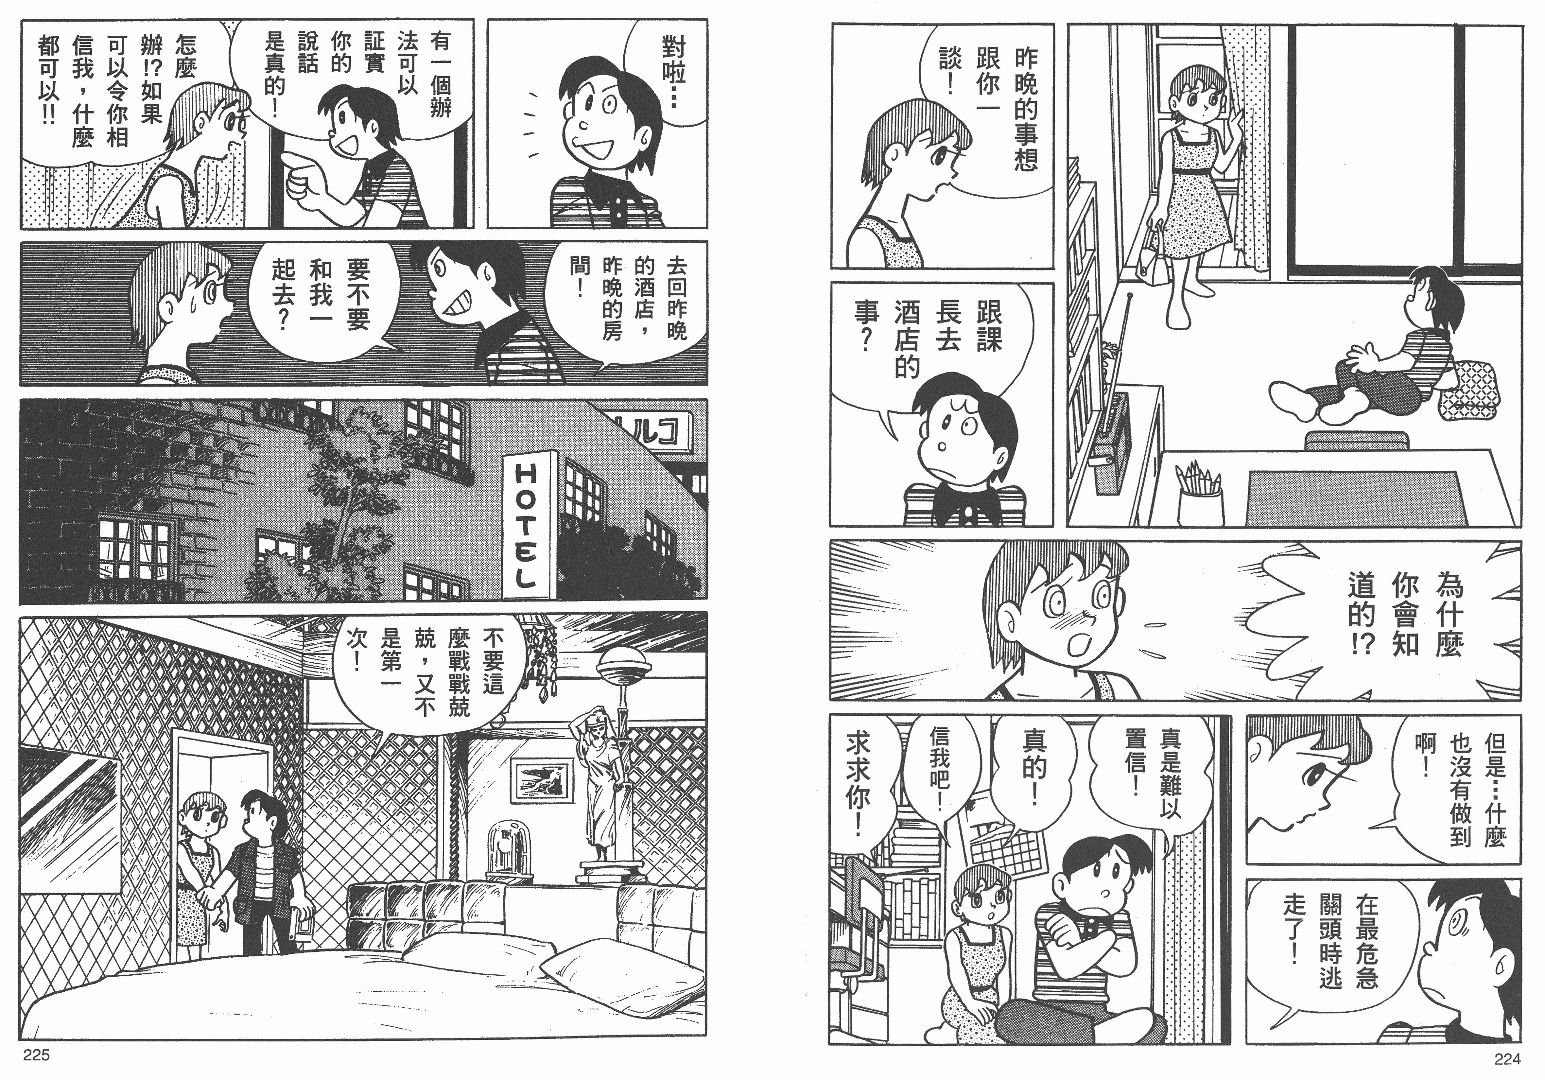 昨晚的事想
跟你一
談！
跟課
長去
酒店的
事？
為什麼
你會知
道的!?
但是…什麼
也沒有做到
啊！
在最危急
關頭時逃
走了！
真是難以
置信！
真的！
信我吧！
求求你！
224
對啦…
有一個辦
法可以
証實
你的
說話
是真的！
怎麼
辦!?如果
可以令你相
信我，什麼
都可以!!
去回昨晚
的酒店，
昨晚的房
間！
要不要
和我一
起去？
トルコ
HOTEL
不要這
麼戰戰兢
兢，又不
是第一
次！
225